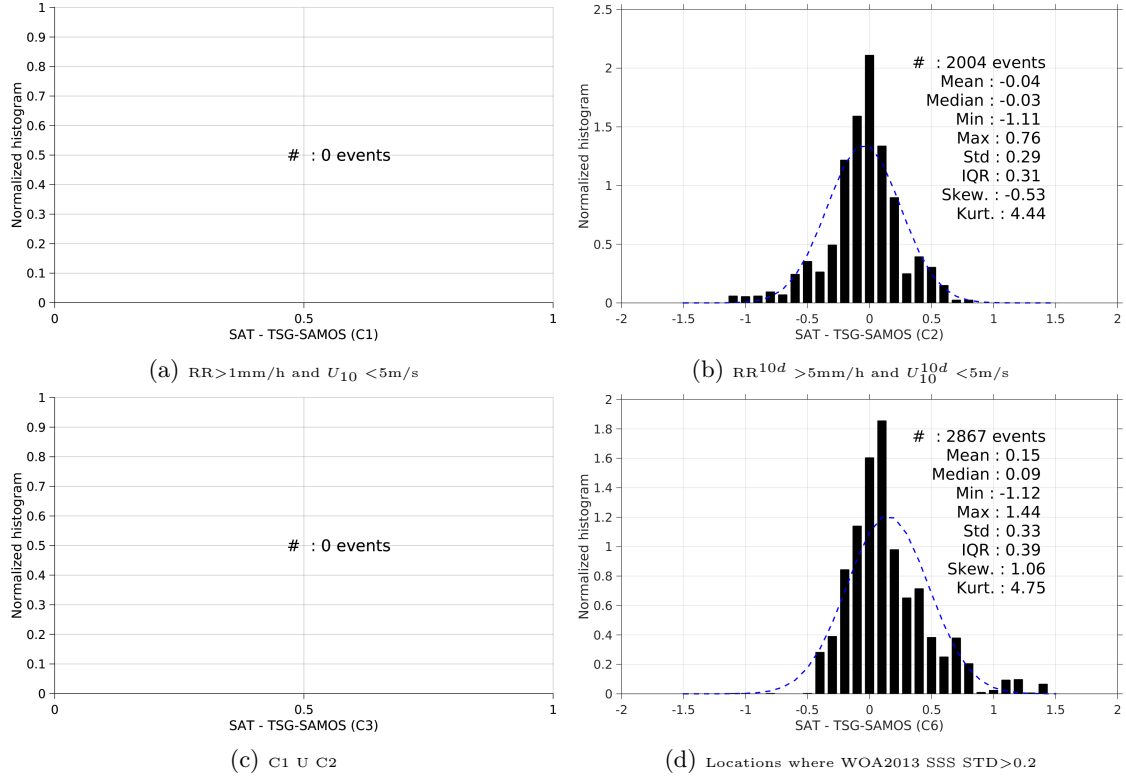 1
0.9
0.8
0.7
0.6
0.5
0.4
0.3
0.2
0.1
0
0
0.5
1
Normalized histogram
# : 0 events
SAT - TSG-SAMOS (C1)
(a) RR>1mm/h and U10 <5m/s
2.5
2
1.5
1
0.5
0
-2
-1.5
-1
-0.5
0
0.5
1
1.5
2
Normalized histogram
# : 2004 events
Mean : -0.04
Median : -0.03
Min : -1.11
Max : 0.76
Std : 0.29
IQR : 0.31
Skew. : -0.53
Kurt. : 4.44
SAT - TSG-SAMOS (C2)
(b) RR10d >5mm/h and U10d10 <5m/s
1
0.9
0.8
0.7
0.6
0.5
0.4
0.3
0.2
0.1
0
0
0.5
1
Normalized histogram
# : 0 events
SAT - TSG-SAMOS (C3)
(c) C1 U C2
2
1.8
1.6
1.4
1.2
1
0.8
0.6
0.4
0.2
0
-2
-1.5
-1
-0.5
0
0.5
1
1.5
2
Normalized histogram
# : 2867 events
Mean : 0.15
Median : 0.09
Min : -1.12
Max : 1.44
Std : 0.33
IQR : 0.39
Skew. : 1.06
Kurt. : 4.75
SAT - TSG-SAMOS (C6)
(d) Locations where WOA2013 SSS STD>0.2